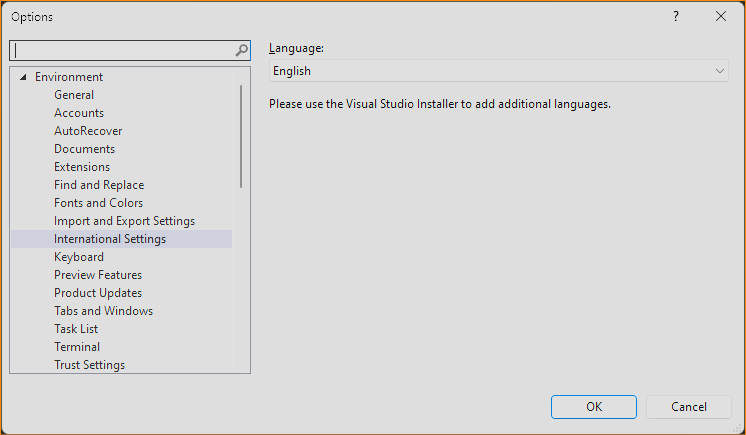 Options
?
Language:
English
Please use the Visual Studio Installer to add additional languages.
Environment
General
Accounts
AutoRecover
Documents
Extensions
Find and Replace
Fonts and Colors
Import and Export Settings
International Settings
Keyboard
Preview Features
Product Updates
Tabs and Windows
Task List
Terminal
Trust Settings
OK
Cancel